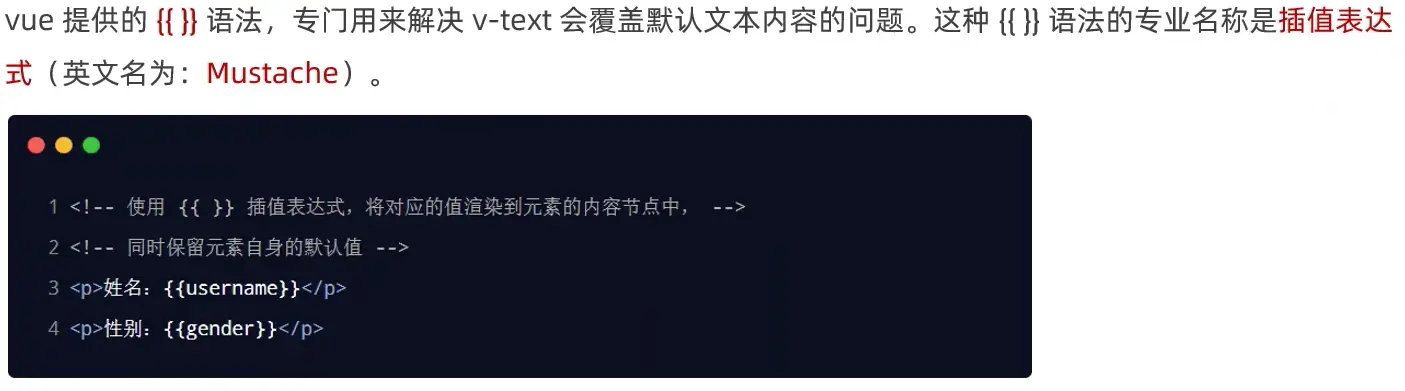 vue 提供的 {{ }} 语法，专门用来解决 v-text 会覆盖默认文本内容的问题。这种 {{ }} 语法的专业名称是插值表达
式（英文名为：Mustache）。
1 <!-- 使用 {{ }} 插值表达式，将对应的值渲染到元素的内容节点中， -->
2 <!-- 同时保留元素自身的默认值 -->
3 <p>姓名：{{username}}</p>
4 <p>性别：{{gender}}</p>